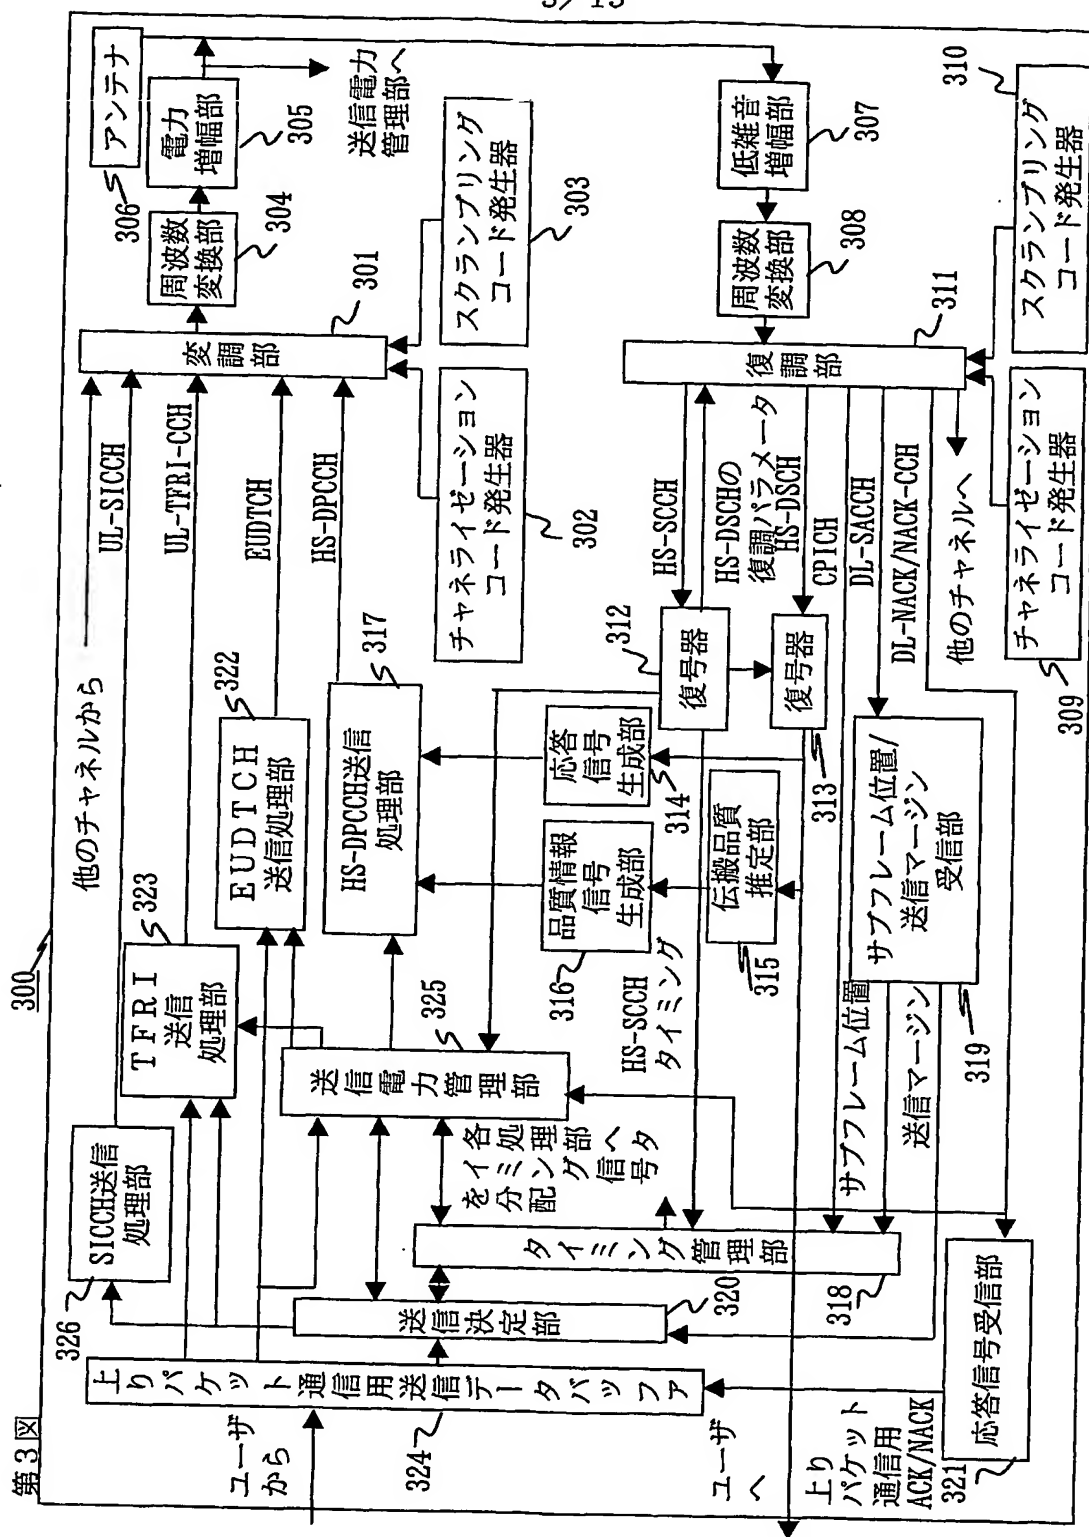 3/13
第3図
300
ユーザ
から
324
上りパケット通信用送信データバッファ
326
SICCH送信
処理部
送信決定部
320
タイミング管理部
318
各処理部へ
タイミング信号
を分配
TFRI
送信
処理部
323
送信電力管理部
325
EUDTCH
送信処理部
322
HS-DPCCH送信
処理部
317
他のチャネルから
UL-SICCH
UL-TFRI-CCH
EUDTCH
HS-DPCCH
変調部
301
周波数
変換部
304
電力
増幅部
305
アンテナ
306
送信電力
管理部へ
チャネライゼーション
コード発生器
302
スクランブリング
コード発生器
303
品質情報
信号
生成部
316
応答
信号
生成部
314
伝搬品質
推定部
315
復号器
312
復号器
313
HS-SCCH
タイミング
HS-SCCH
HS-DSCHの
復調パラメータ
HS-DSCH
CPICH
DL-SACCH
DL-NACK/NACK-CCH
他のチャネルへ
復調部
311
周波数
変換部
308
低雑音
増幅部
307
チャネライゼーション
コード発生器
309
スクランブリング
コード発生器
310
サブフレーム位置/
送信マージン
受信部
319
サブフレーム位置
送信マージン
ユーザ
へ
上り
パケット
通信用
ACK/NACK
応答信号受信部
321